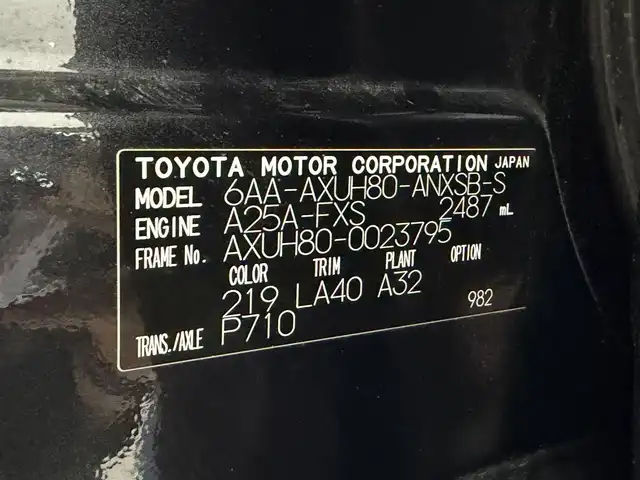 TOYOTA MOTOR CORPORATION JAPAN
MODEL 6AA-AXUH80-ANXSB-S
ENGINE A25A-FXS 2487 mL
FRAME No. AXUH80-0023795
COLOR TRIM PLANT OPTION
219 LA40 A32 982
TRANS./AXLE P710